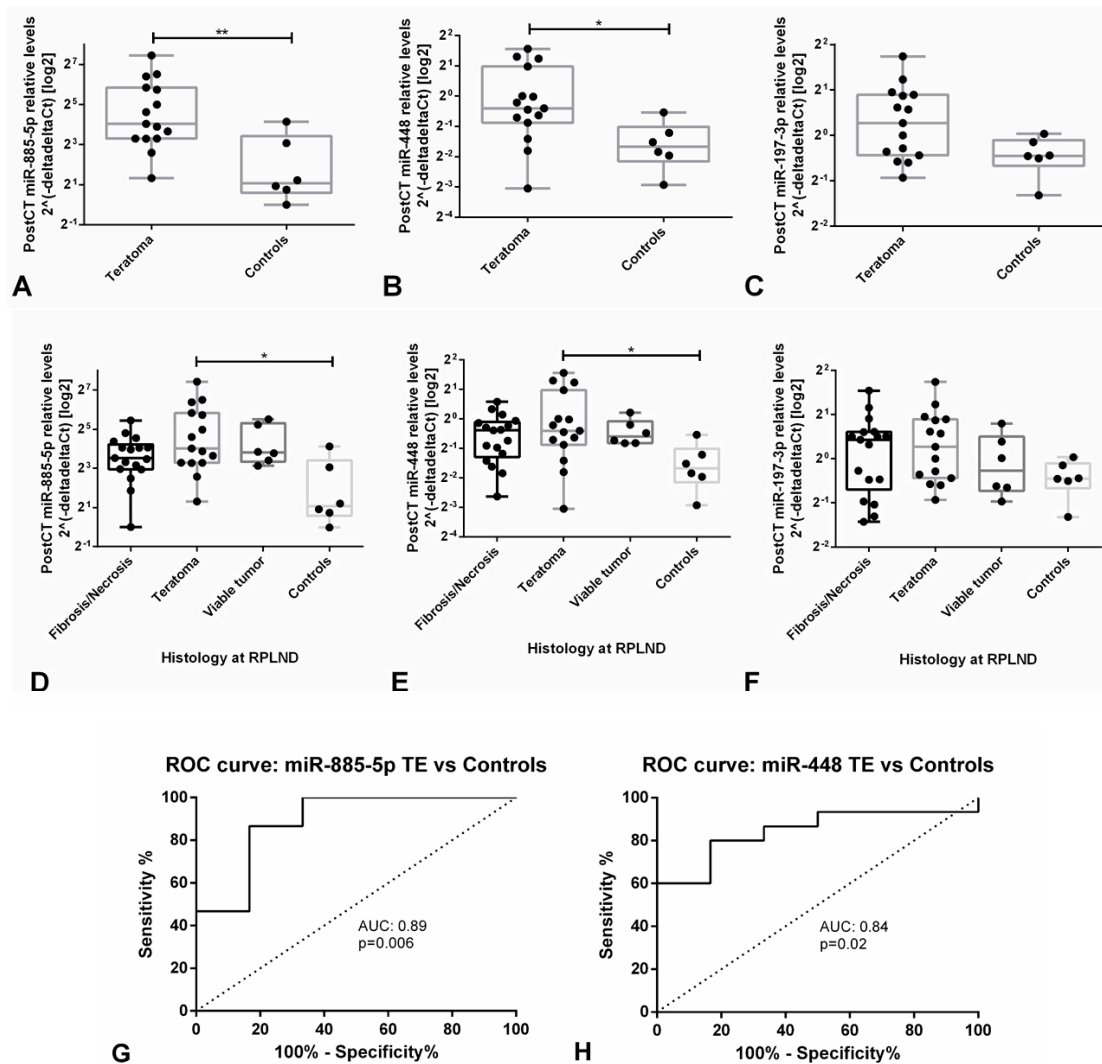 PostCT miR-885-5p relative levels
2^(-deltadeltaCt) [log2]
2^7
2^5
2^3
2^1
2^-1
**
Teratoma
Controls
A
PostCT miR-448 relative levels
2^(-deltadeltaCt) [log2]
2^2
2^1
2^0
2^-1
2^-2
2^-3
2^-4
*
Teratoma
Controls
B
PostCT miR-197-3p relative levels
2^(-deltadeltaCt) [log2]
2^2
2^1
2^0
2^-1
2^-2
Teratoma
Controls
C
PostCT miR-885-5p relative levels
2^(-deltadeltaCt) [log2]
2^7
2^5
2^3
2^1
2^-1
*
Fibrosis/Necrosis
Teratoma
Viable tumor
Controls
Histology at RPLND
D
PostCT miR-448 relative levels
2^(-deltadeltaCt) [log2]
2^2
2^0
2^-1
2^-2
2^-3
2^-4
*
Fibrosis/Necrosis
Teratoma
Viable tumor
Controls
Histology at RPLND
E
PostCT miR-197-3p relative levels
2^(-deltadeltaCt) [log2]
2^2
2^1
2^0
2^-1
2^-2
Fibrosis/Necrosis
Teratoma
Viable tumor
Controls
Histology at RPLND
F
ROC curve: miR-885-5p TE vs Controls
Sensitivity %
100
80
60
40
20
0
AUC: 0.89
p=0.006
0
20
40
60
80
100
100% - Specificity%
G
ROC curve: miR-448 TE vs Controls
Sensitivity %
100
80
60
40
20
0
AUC: 0.84
p=0.02
0
20
40
60
80
100
100% - Specificity%
H